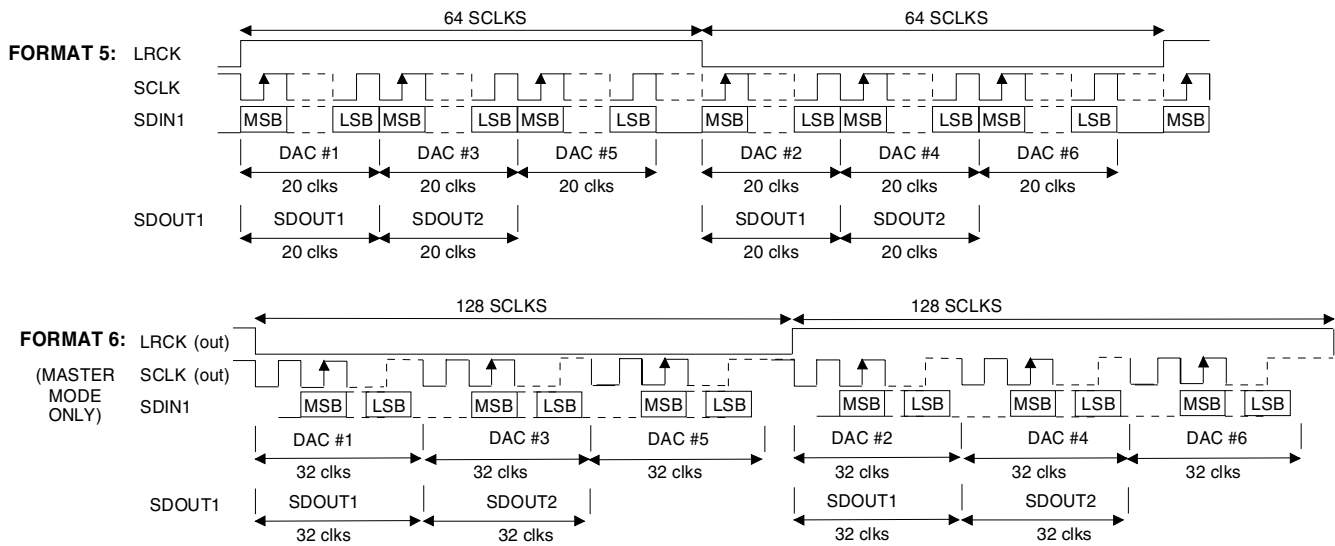 64 SCLKS 64 SCLKS
FORMAT 5: LRCK
SCLK
SDIN1 MSB LSB MSB LSB MSB LSB MSB LSB MSB LSB MSB LSB MSB
DAC #1 DAC #3 DAC #5 DAC #2 DAC #4 DAC #6
20 clks 20 clks 20 clks 20 clks 20 clks 20 clks
SDOUT1 SDOUT1 SDOUT2 SDOUT1 SDOUT2
20 clks 20 clks 20 clks 20 clks
128 SCLKS 128 SCLKS
FORMAT 6: LRCK (out)
(MASTER MODE ONLY) SCLK (out)
SDIN1 MSB LSB MSB LSB MSB LSB MSB LSB MSB LSB MSB LSB
DAC #1 DAC #3 DAC #5 DAC #2 DAC #4 DAC #6
32 clks 32 clks 32 clks 32 clks 32 clks 32 clks
SDOUT1 SDOUT1 SDOUT2 SDOUT1 SDOUT2
32 clks 32 clks 32 clks 32 clks